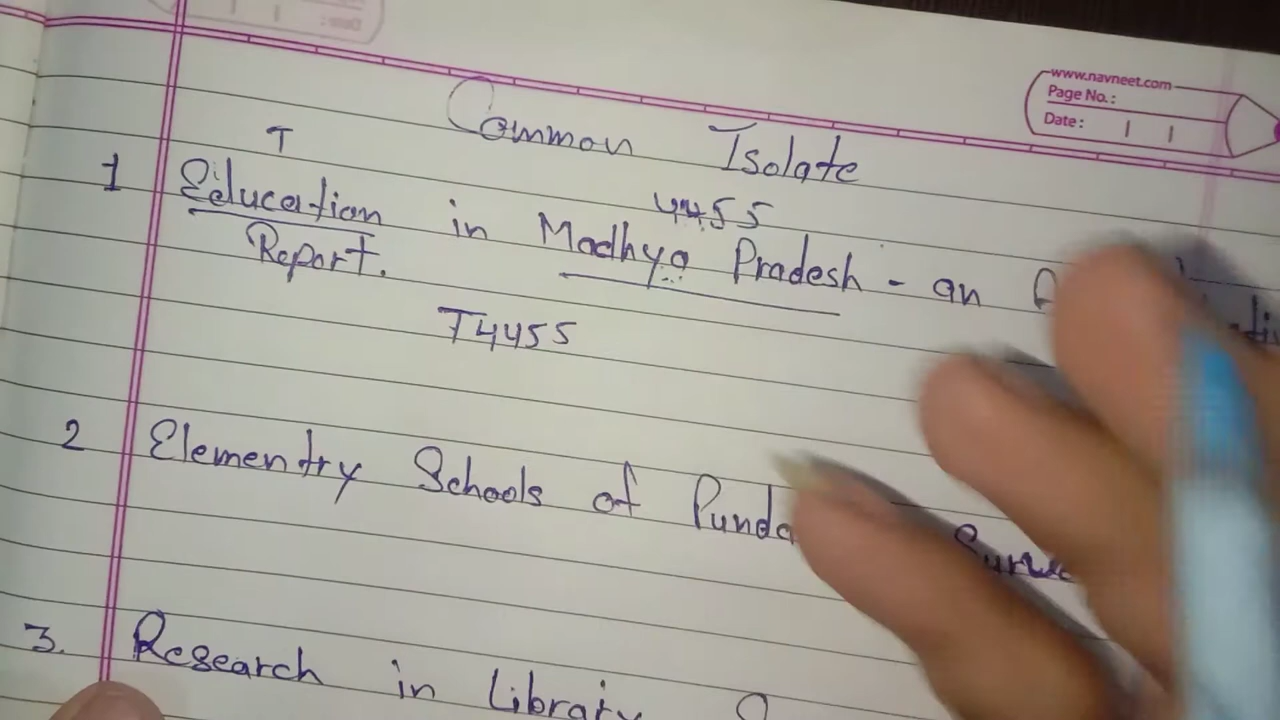 www.navneet.com
Page No.:
Date:
Common Isolate
T
4455
1 Education in Madhya Pradesh - an
Report.
T4455
2 Elementry Schools of
3. Research in Library